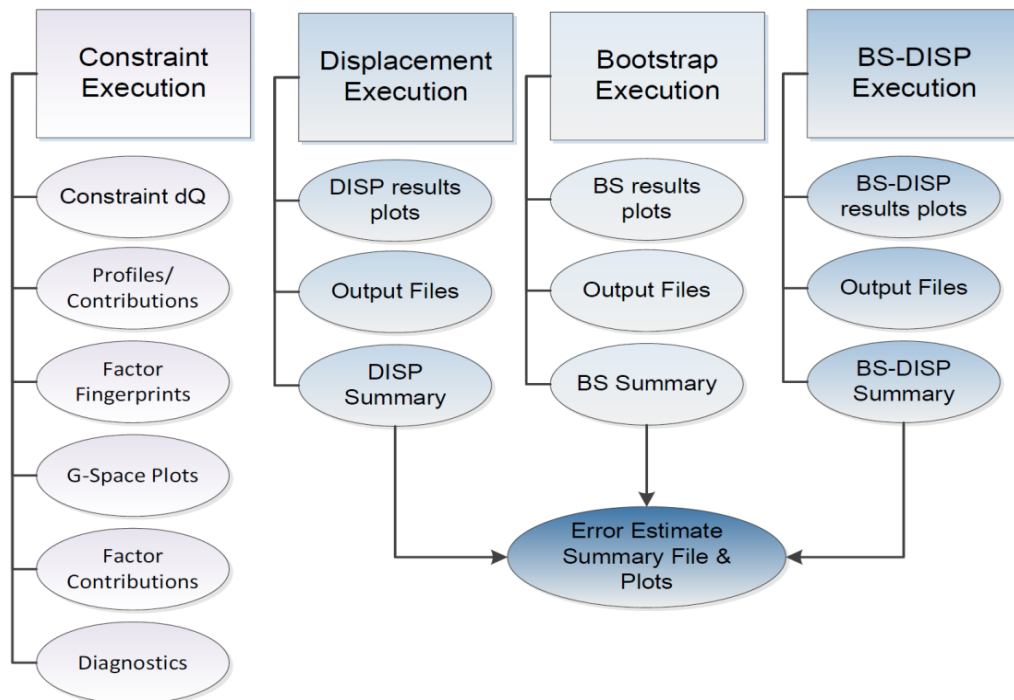 Constraint
Execution
Constraint dQ
Profiles/
Contributions
Factor
Fingerprints
G-Space Plots
Factor
Contributions
Diagnostics
Displacement
Execution
DISP results
plots
Output Files
DISP
Summary
Bootstrap
Execution
BS results
plots
Output Files
BS Summary
BS-DISP
Execution
BS-DISP
results plots
Output Files
BS-DISP
Summary
Error Estimate
Summary File &
Plots